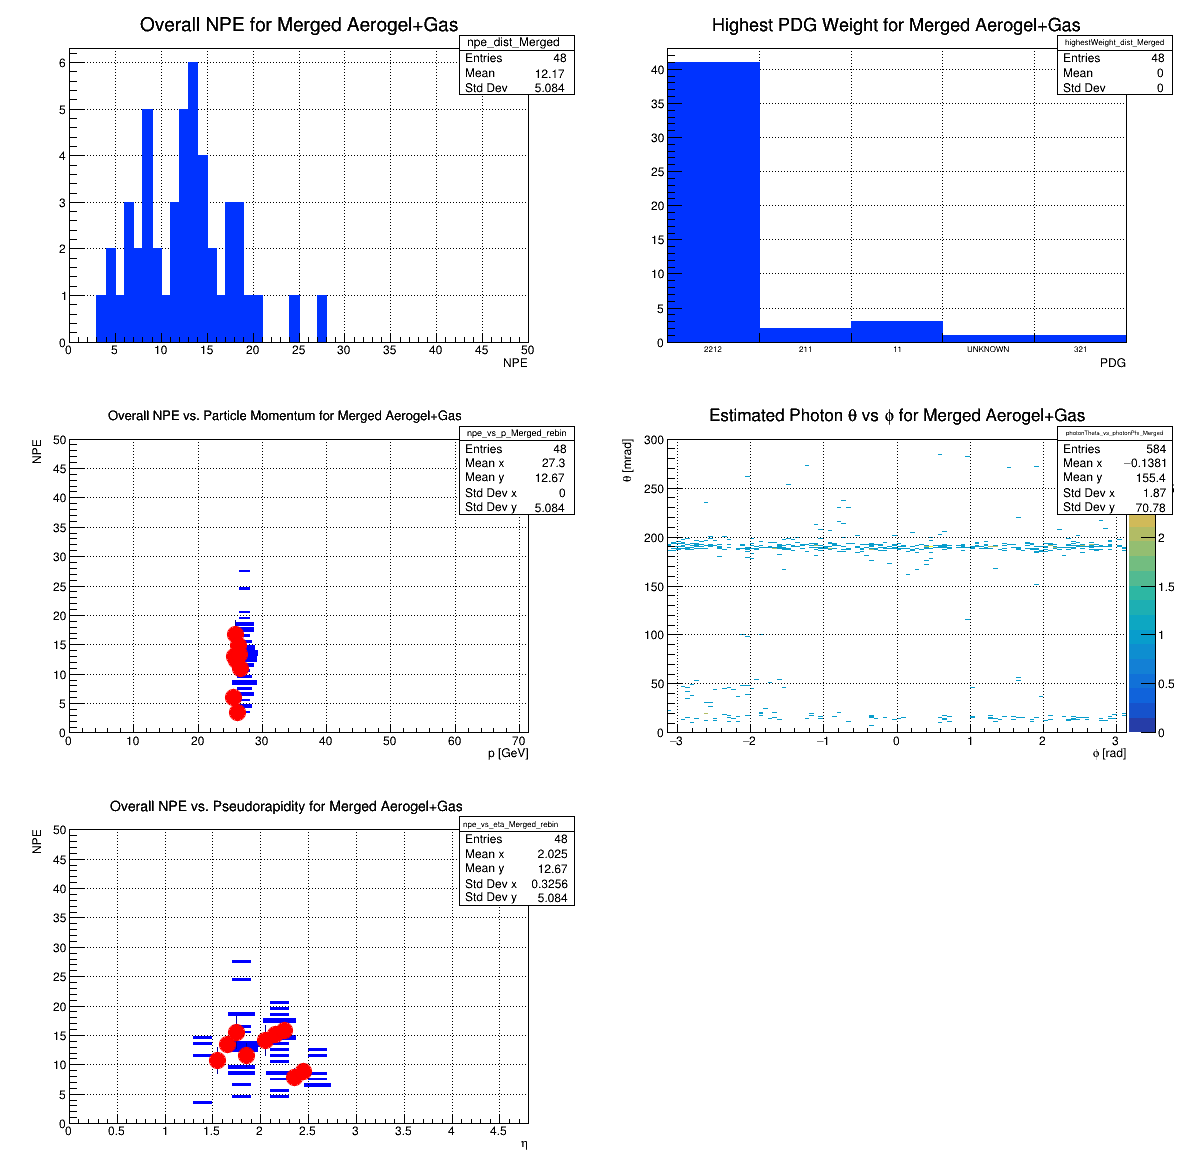 Overall NPE for Merged Aerogel+Gas
npe_dist_Merged
Entries 48
Mean 12.17
Std Dev 5.084
6
5
4
3
2
1
0
0 5 10 15 20 25 30 35 40 45 50
NPE
Highest PDG Weight for Merged Aerogel+Gas
highestWeight_dist_Merged
Entries 48
Mean 0
Std Dev 0
40
35
30
25
20
15
10
5
0
2212 211 11 UNKNOWN 321
PDG
Overall NPE vs. Particle Momentum for Merged Aerogel+Gas
npe_vs_p_Merged_rebin
Entries 48
Mean x 27.3
Mean y 12.67
Std Dev x 0
Std Dev y 5.084
NPE
50
45
40
35
30
25
20
15
10
5
0
0 10 20 30 40 50 60 70
p [GeV]
Estimated Photon θ vs ϕ for Merged Aerogel+Gas
photonTheta_vs_photonPhi_Merged
Entries 584
Mean x −0.1381
Mean y 155.4
Std Dev x 1.87
Std Dev y 70.78
θ [mrad]
300
250
200
150
100
50
0
−3 −2 −1 0 1 2 3
ϕ [rad]
2
1.5
1
0.5
0
Overall NPE vs. Pseudorapidity for Merged Aerogel+Gas
npe_vs_eta_Merged_rebin
Entries 48
Mean x 2.025
Mean y 12.67
Std Dev x 0.3256
Std Dev y 5.084
NPE
50
45
40
35
30
25
20
15
10
5
0
0 0.5 1 1.5 2 2.5 3 3.5 4 4.5
η